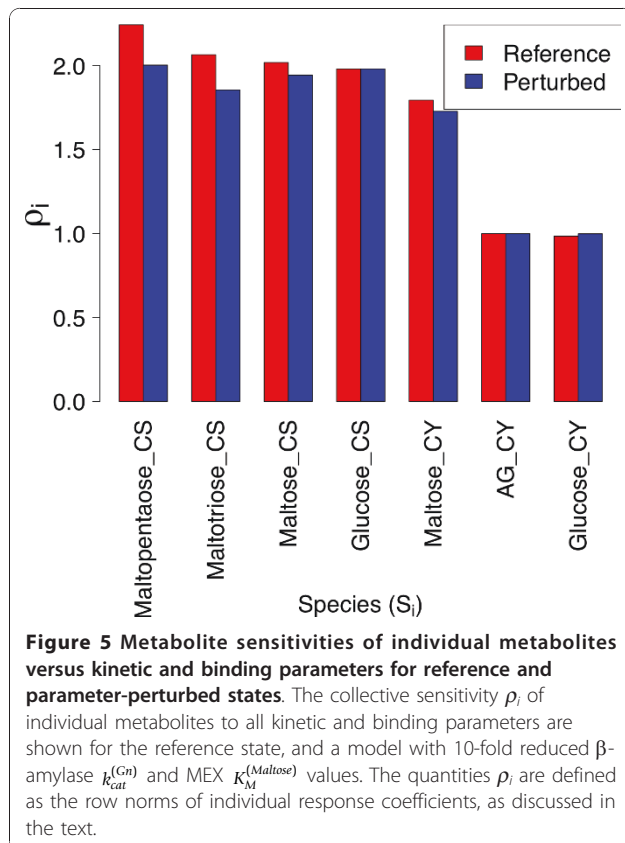 Reference
Perturbed
2.0
1.5
1.0
0.5
0.0
ρi
Maltopentaose_CS
Maltotriose_CS
Maltose_CS
Glucose_CS
Maltose_CY
AG_CY
Glucose_CY
Species (Si)
Figure 5 Metabolite sensitivities of individual metabolites
versus kinetic and binding parameters for reference and
parameter-perturbed states. The collective sensitivity ρi of
individual metabolites to all kinetic and binding parameters are
shown for the reference state, and a model with 10-fold reduced β-
amylase kcat(Gn) and MEX KM(Maltose) values. The quantities ρi are defined
as the row norms of individual response coefficients, as discussed in
the text.